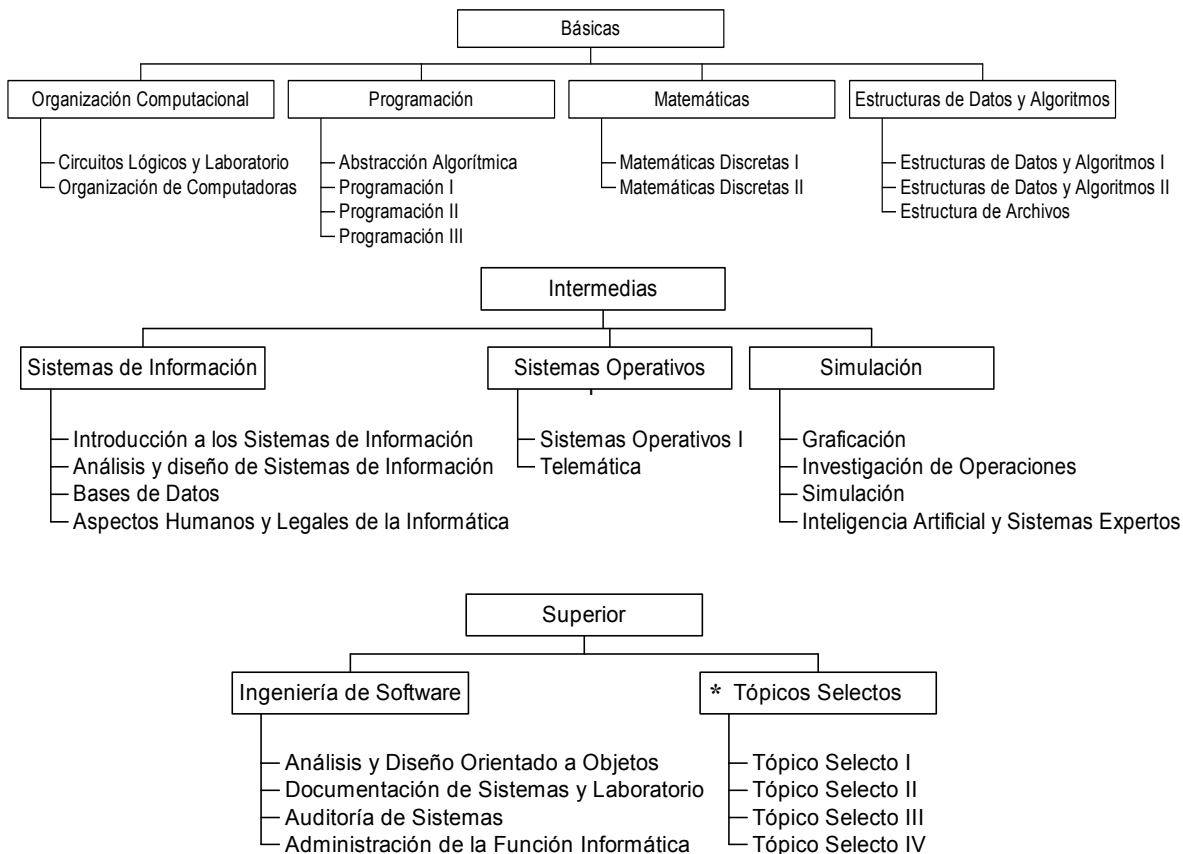 Básicas
Organización Computacional
Programación
Matemáticas
Estructuras de Datos y Algoritmos
Circuitos Lógicos y Laboratorio
Organización de Computadoras
Abstracción Algorítmica
Programación I
Programación II
Programación III
Matemáticas Discretas I
Matemáticas Discretas II
Estructuras de Datos y Algoritmos I
Estructuras de Datos y Algoritmos II
Estructura de Archivos
Intermedias
Sistemas de Información
Sistemas Operativos
Simulación
Introducción a los Sistemas de Información
Análisis y diseño de Sistemas de Información
Bases de Datos
Aspectos Humanos y Legales de la Informática
Sistemas Operativos I
Telemática
Graficación
Investigación de Operaciones
Simulación
Inteligencia Artificial y Sistemas Expertos
Superior
Ingeniería de Software
* Tópicos Selectos
Análisis y Diseño Orientado a Objetos
Documentación de Sistemas y Laboratorio
Auditoría de Sistemas
Administración de la Función Informática
Tópico Selecto I
Tópico Selecto II
Tópico Selecto III
Tópico Selecto IV